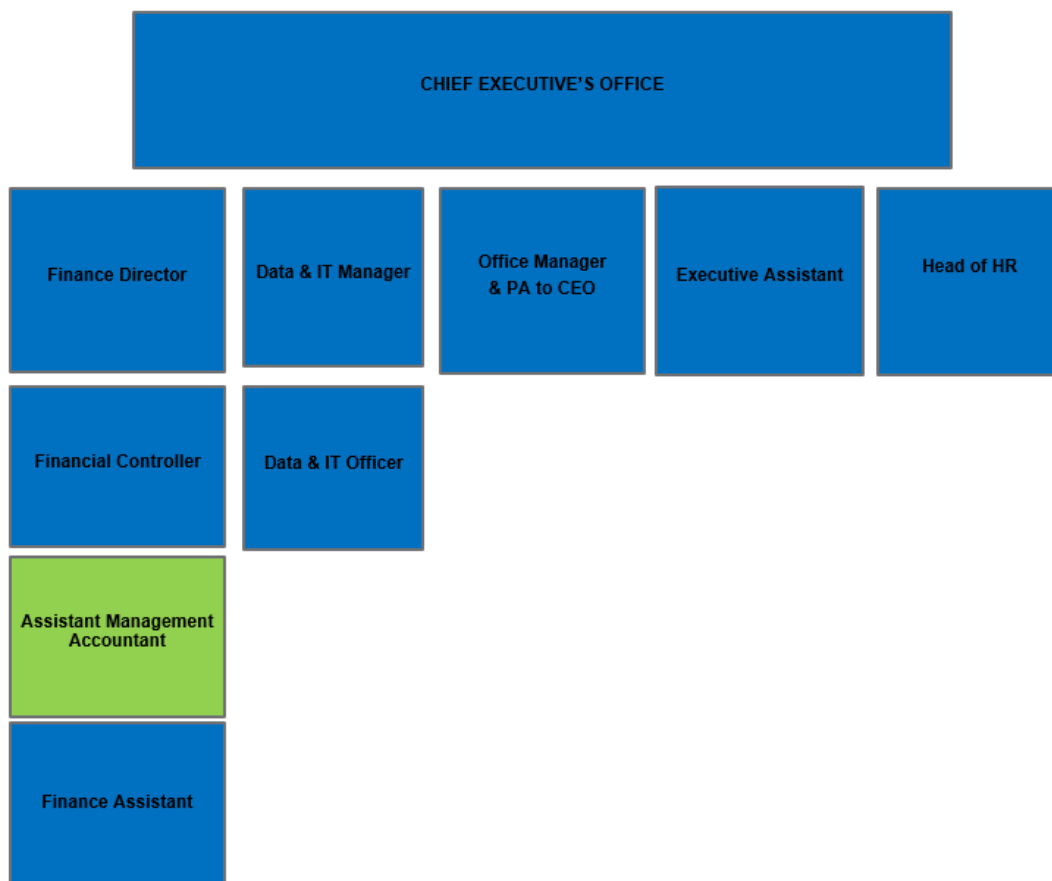 CHIEF EXECUTIVE'S OFFICE
Finance Director
Data & IT Manager
Office Manager
& PA to CEO
Executive Assistant
Head of HR
Financial Controller
Data & IT Officer
Assistant Management
Accountant
Finance Assistant